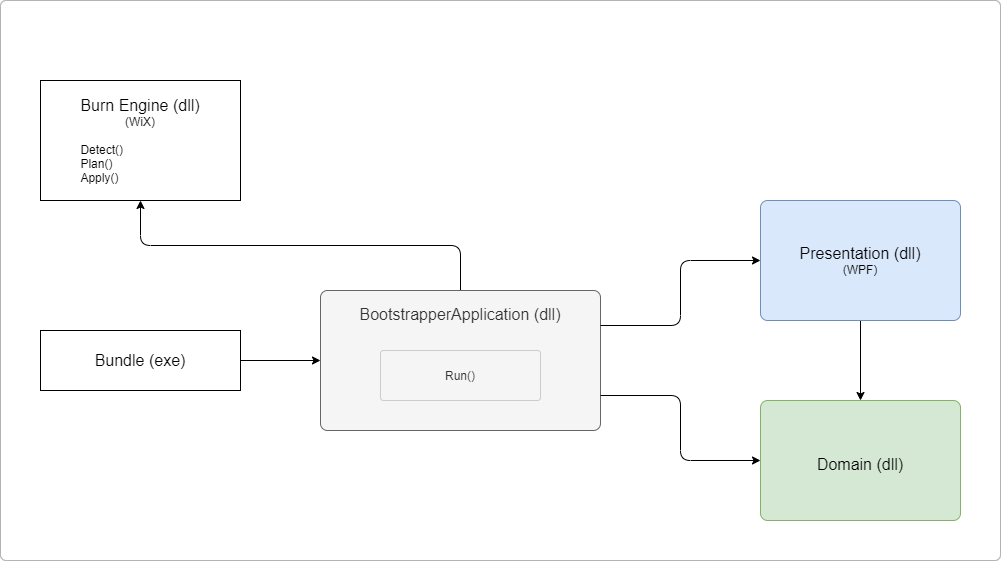 Burn Engine (dll)
(WiX)
Detect()
Plan()
Apply()
Presentation (dll)
(WPF)
BootstrapperApplication (dll)
Bundle (exe)
Run()
Domain (dll)